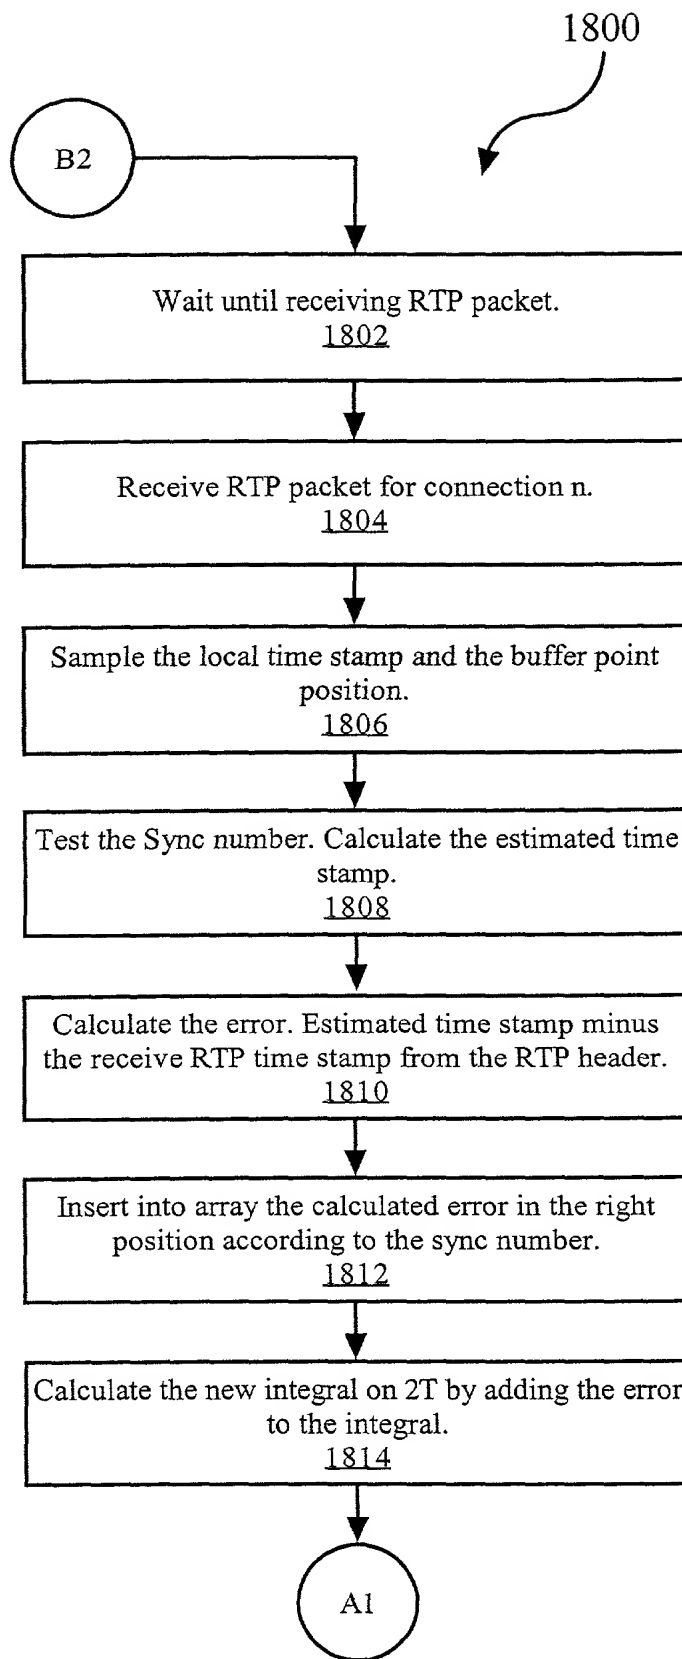 1800
B2
Wait until receiving RTP packet.
1802
Receive RTP packet for connection n.
1804
Sample the local time stamp and the buffer point
position.
1806
Test the Sync number. Calculate the estimated time
stamp.
1808
Calculate the error. Estimated time stamp minus
the receive RTP time stamp from the RTP header.
1810
Insert into array the calculated error in the right
position according to the sync number.
1812
Calculate the new integral on 2T by adding the error
to the integral.
1814
A1